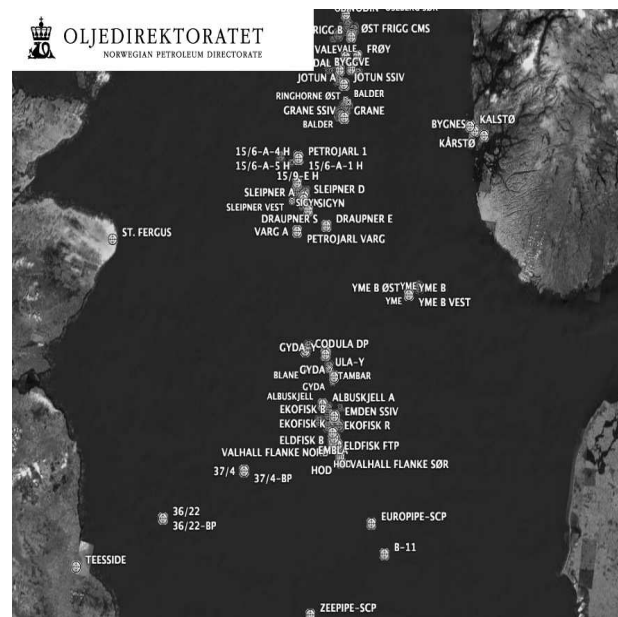 OLJEDIREKTORATET
NORWEGIAN PETROLEUM DIRECTORATE
FRIGG B ØST FRIGG CMS
VALEVALE FRØY
BYGGVE
JOTUN A JOTUN SSIV
RINGHORNE ØST BALDER
GRANE SSIV GRANE
BALDER
BYGNES KALSTØ
KÅRSTØ
15/6-A-4 H PETROJARL 1
15/6-A-5 H 15/6-A-1 H
15/9-E H
SLEIPNER A SLEIPNER D
SLEIPNER VEST SIGYN SIGYN
DRAUPNER S DRAUPNER E
VARG A PETROJARL VARG
ST. FERGUS
YME B ØST YME YME B
YME YME B VEST
GYDA-Y CODULA DP
GYDA ULA-Y
BLANE TAMBAR
GYDA
ALBUSKJELL ALBUSKJELL A
EKOFISK B EMDEN SSIV
EKOFISK K EKOFISK R
ELDFISK B ELDFISK FTP
VALHALL FLANKE EMBLA
HOD HOD VALHALL FLANKE SØR
37/4 37/4-BP
36/22
36/22-BP
EUROPIPE-SCP
B-11
TEESSIDE
ZEEPIPE-SCP